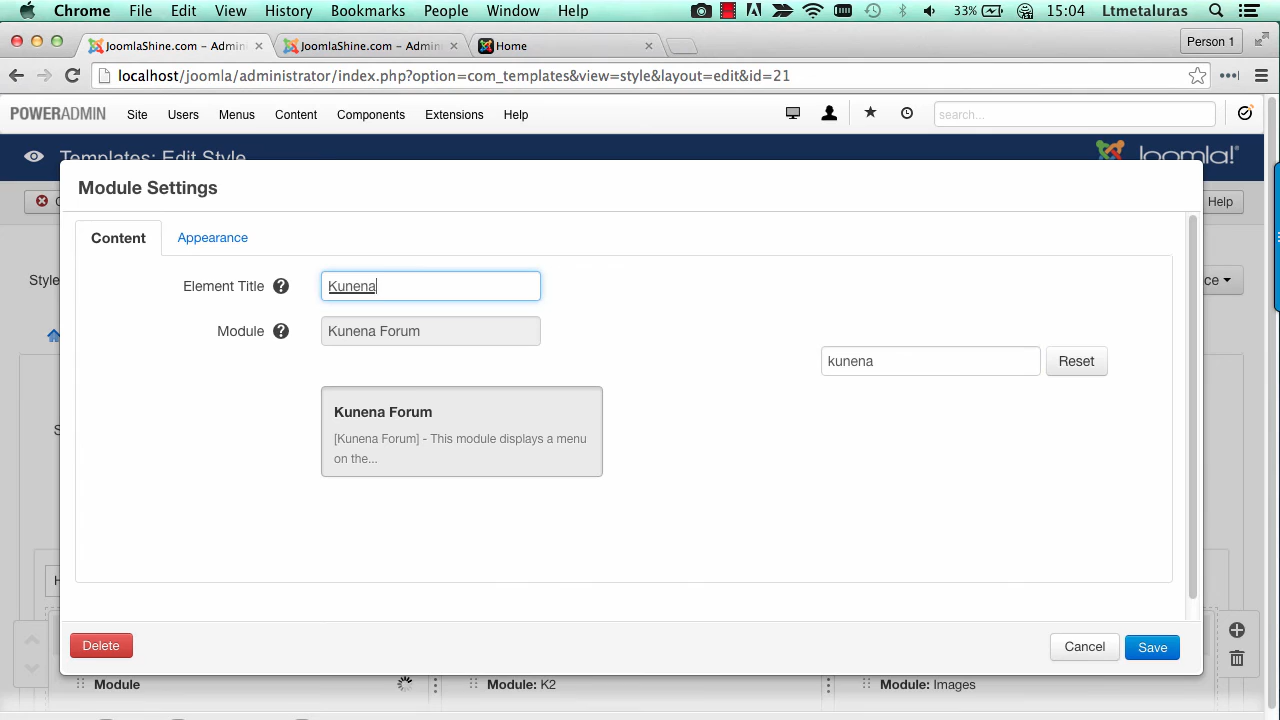 Chrome File Edit View History Bookmarks People Window Help 33% 15:04 Ltmetaluras
JoomlaShine.com – Admin JoomlaShine.com – Admin Home Person 1
localhost/joomla/administrator/index.php?option=com_templates&view=style&layout=edit&id=21
POWERADMIN Site Users Menus Content Components Extensions Help search...
Templates: Edit Style Joomla!
Help
Module Settings
Content Appearance
Style
Element Title ? Kunena
Module ? Kunena Forum
kunena Reset
Kunena Forum
[Kunena Forum] - This module displays a menu
on the...
Delete Cancel Save
Module Module: K2 Module: Images